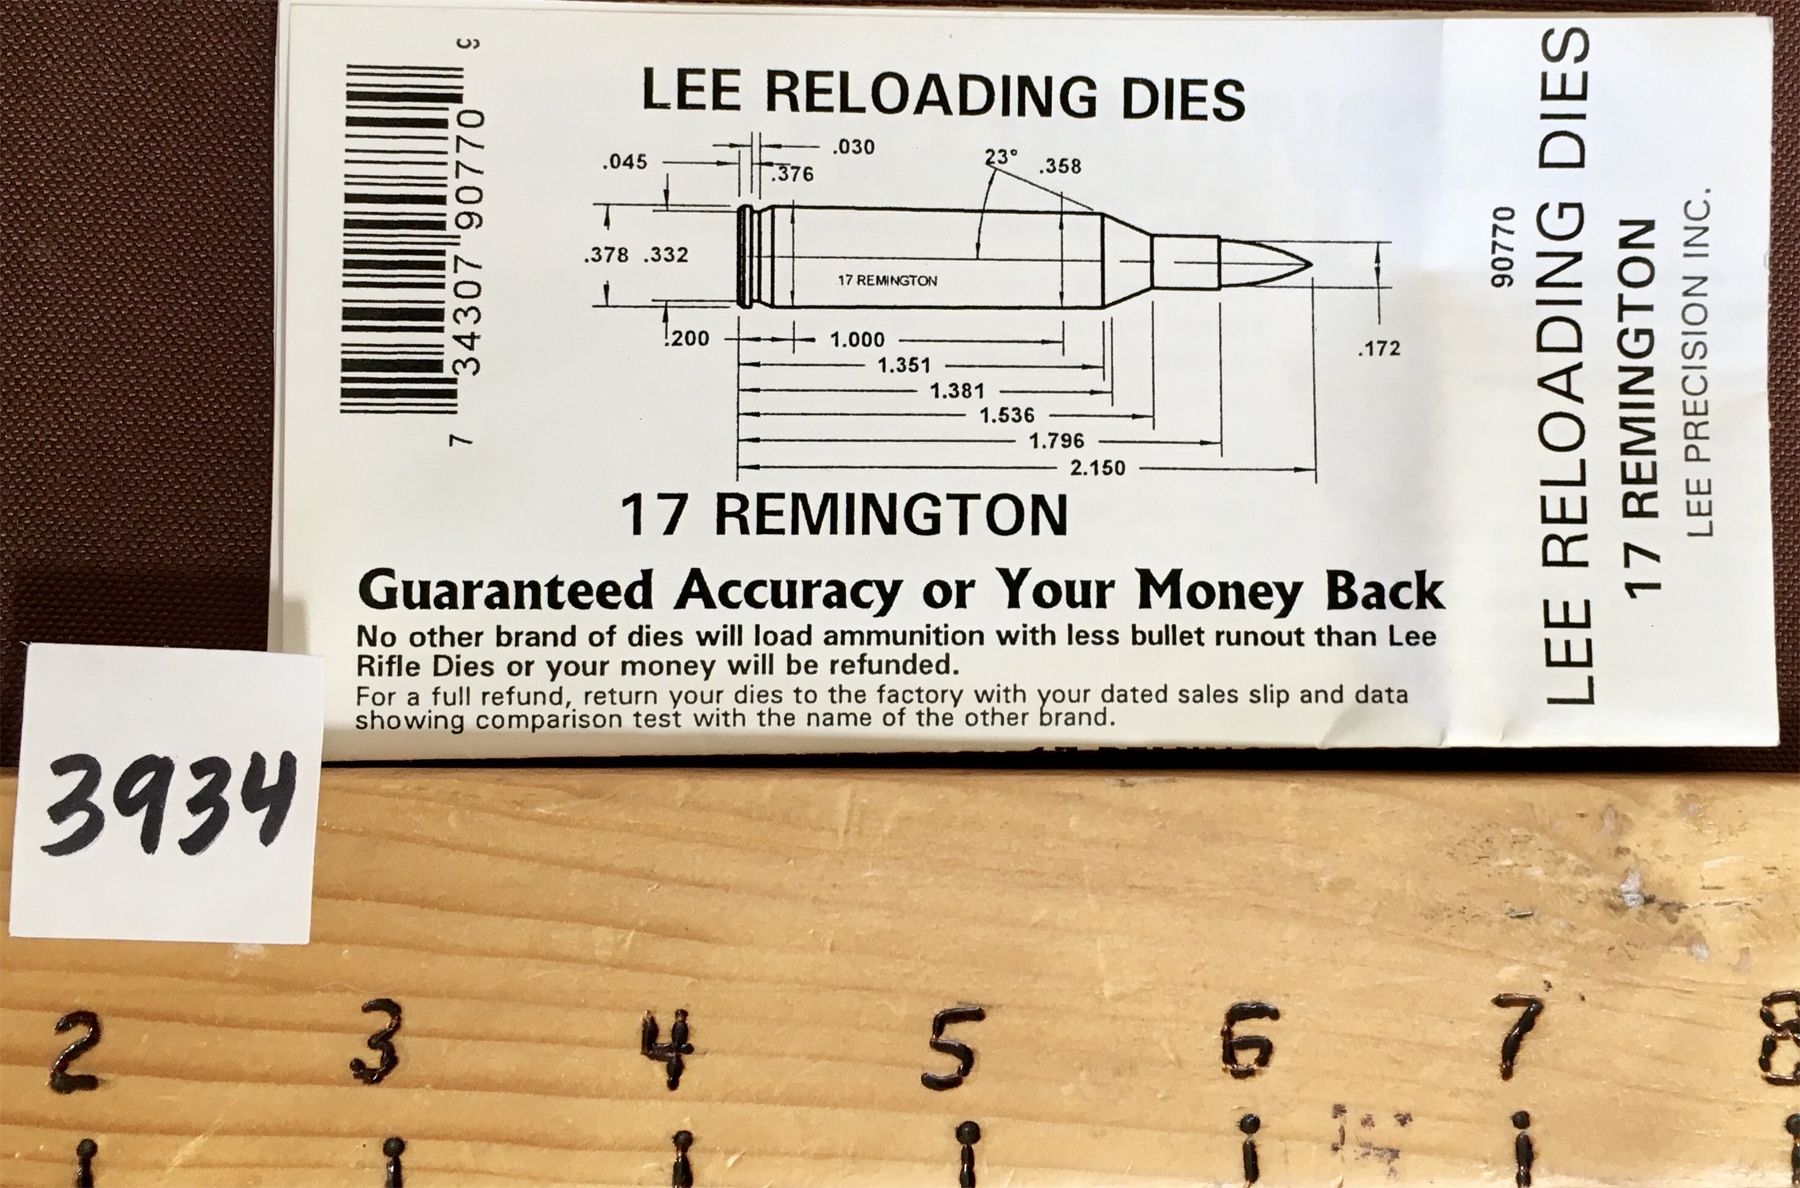 LEE RELOADING DIES
.030
.045
.376
23°
.358
.378
.332
17 REMINGTON
.200
1.000
1.351
1.381
1.536
1.796
2.150
.172
17 REMINGTON
Guaranteed Accuracy or Your Money Back
No other brand of dies will load ammunition with less bullet runout than Lee
Rifle Dies or your money will be refunded.
For a full refund, return your dies to the factory with your dated sales slip and data
showing comparison test with the name of the other brand.
7 34307 90770 3
90770
LEE RELOADING DIES
17 REMINGTON
LEE PRECISION INC.
3934
2 3 4 5 6 7 8